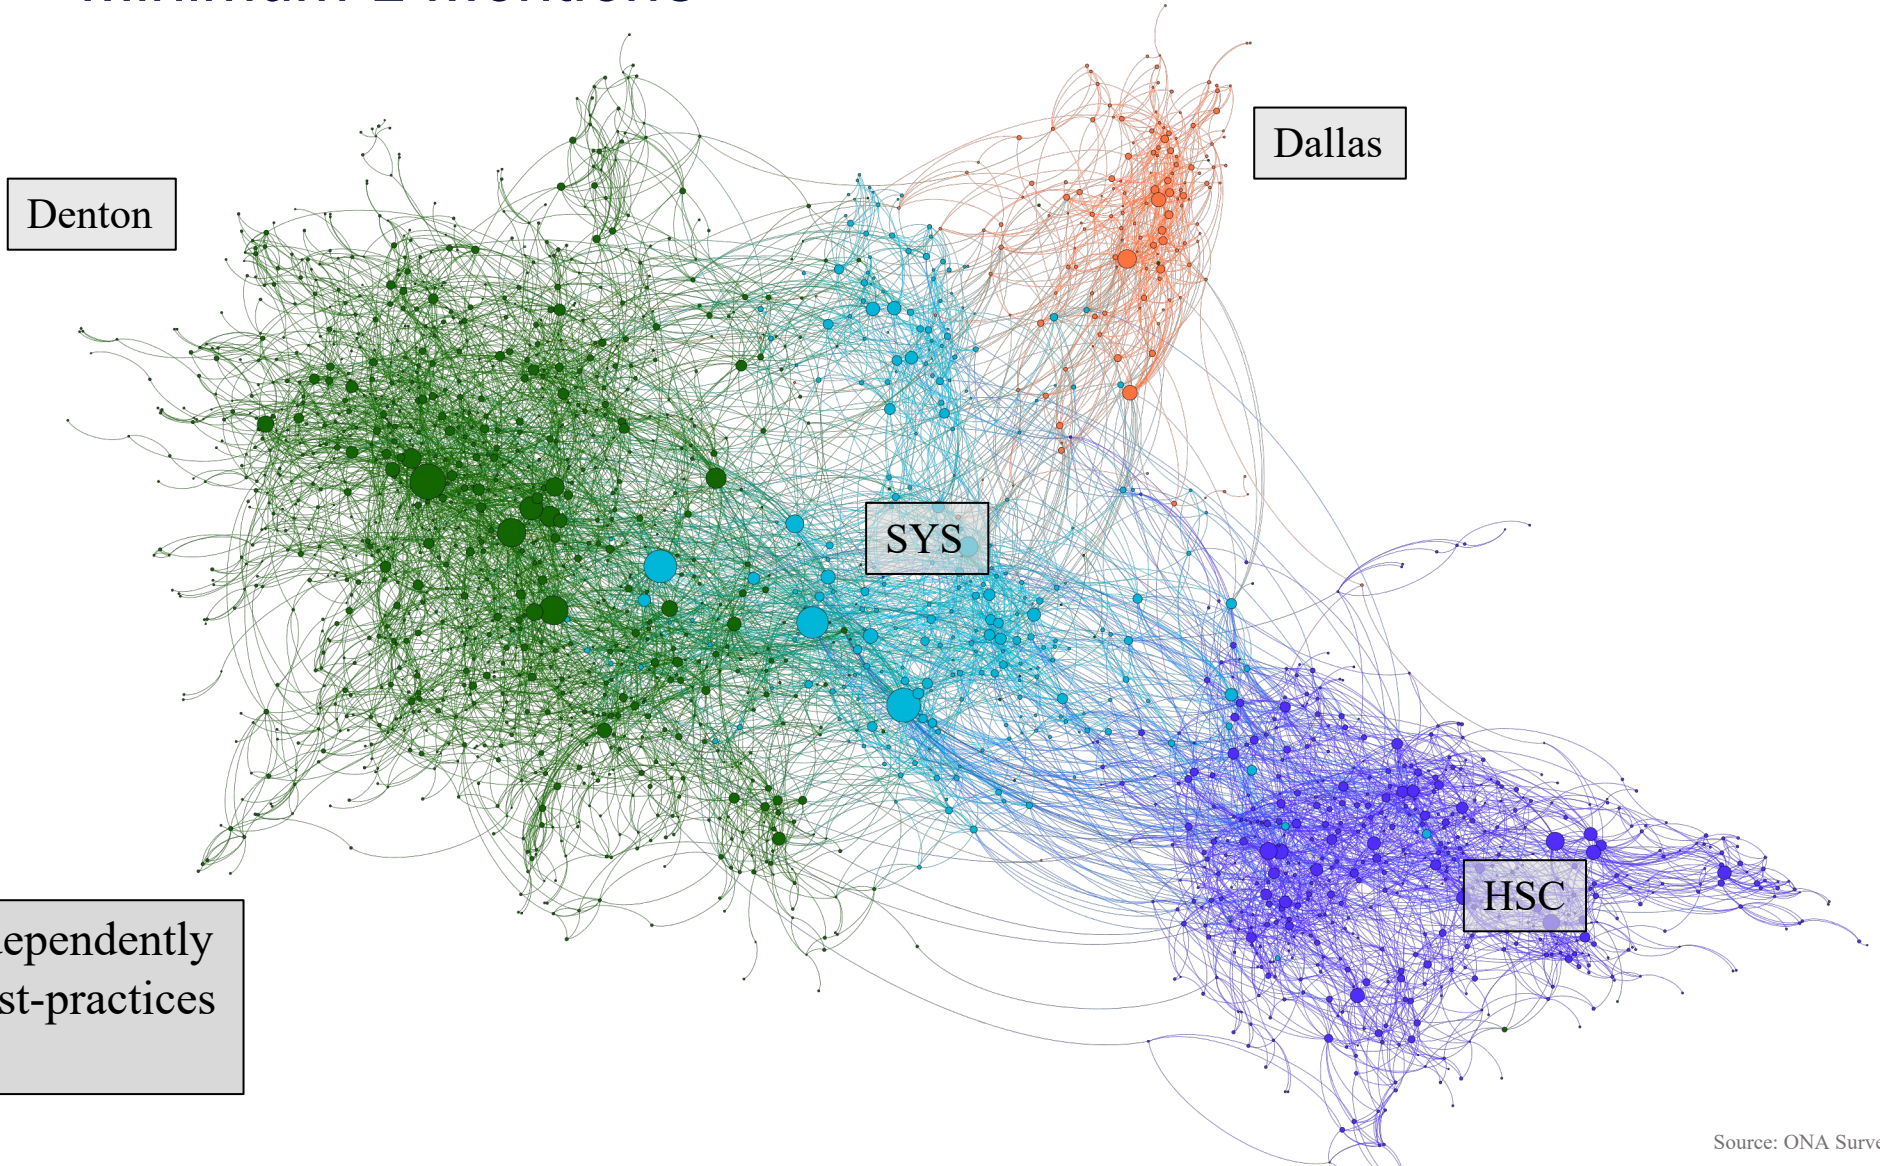 Dallas
Denton
SYS
HSC
ependently
st-practices
Source: ONA Surve